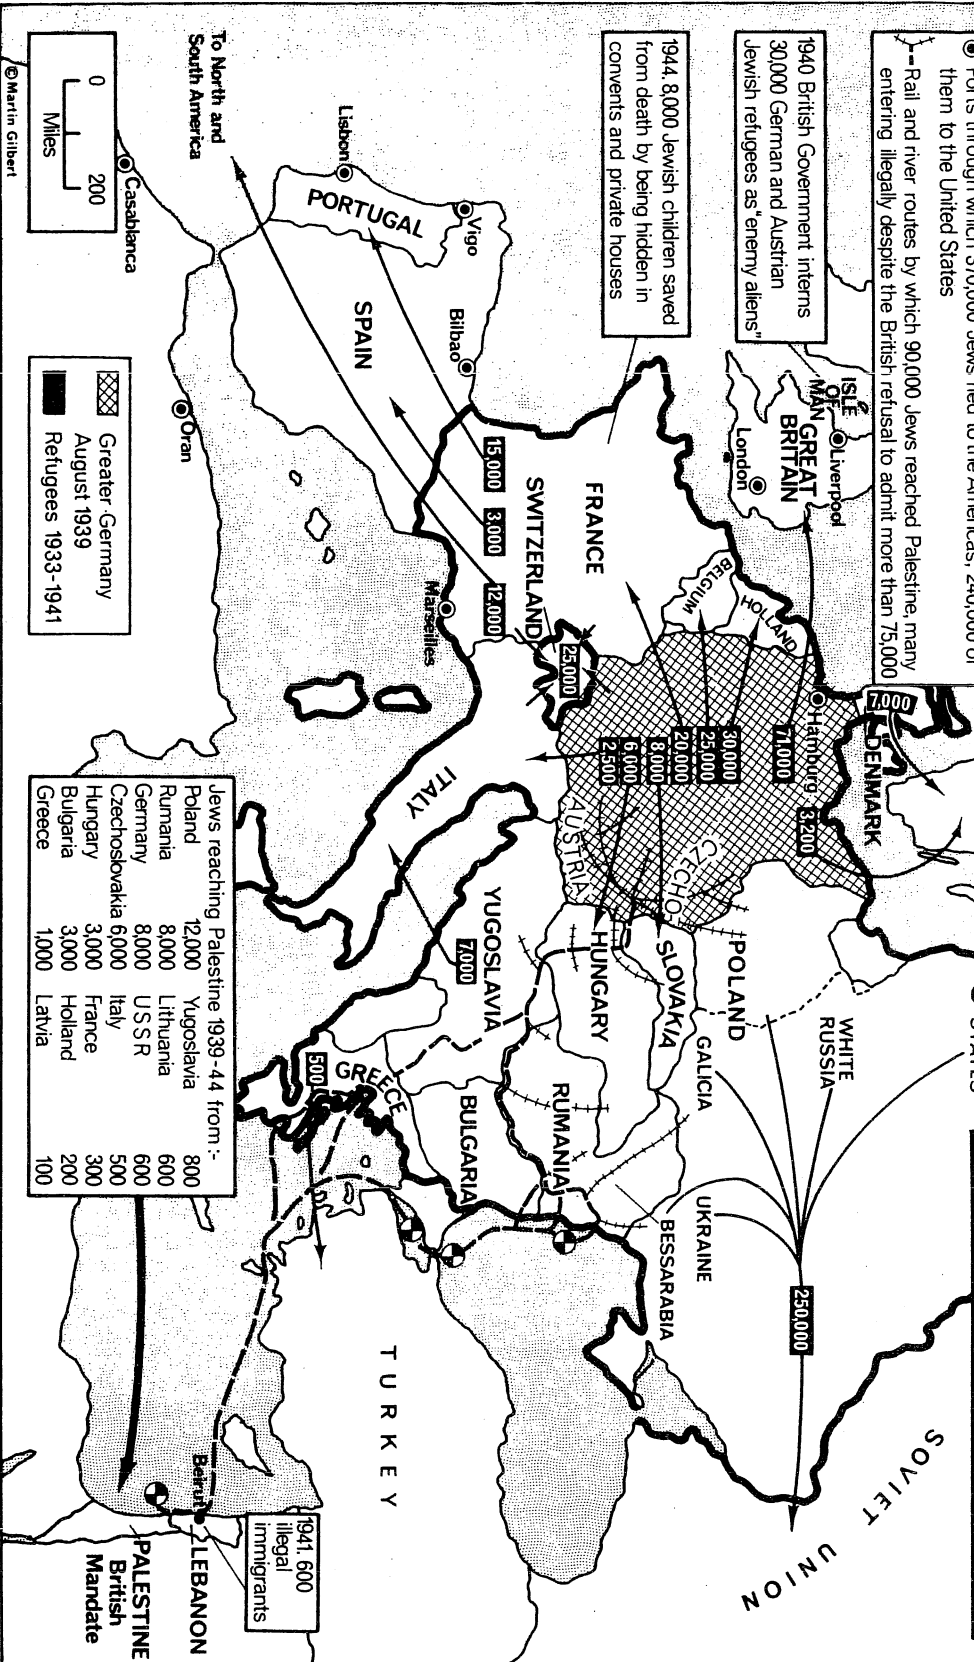 Ports through which
them to the United States
Rail and river routes by which 90,000 Jews reached Palestine, many
entering illegally despite the British refusal to admit more than 75,000
1940 British Government interns
30,000 German and Austrian
Jewish refugees as "enemy aliens"
1944. 8,000 Jewish children saved
from death by being hidden in
convents and private houses
To North and
South America
0 200
Miles
© Martin Gilbert
Casablanca
Lisbon
PORTUGAL
Vigo
SPAIN
Bilbao
Oran
Greater Germany
August 1939
Refugees 1933-1941
ISLE
OF
MAN
Liverpool
GREAT
BRITAIN
London
FRANCE
SWITZERLAND
BELGIUM
HOLLAND
Marseilles
15,000
3,000
12,000
25,000
7,000
DENMARK
Hamburg
3,200
71,000
30,000
25,000
20,000
8,000
6,000
2,500
ITALY
AUSTRIA
CZECHO-
SLOVAKIA
POLAND
HUNGARY
YUGOSLAVIA
7,000
WHITE
RUSSIA
GALICIA
RUMANIA
BULGARIA
GREECE
500
UKRAINE
BESSARABIA
250,000
SOVIET
UNION
TURKEY
Jews reaching Palestine 1939-44 from :-
Poland 12,000 Yugoslavia 800
Rumania 8,000 Lithuania 600
Germany 8,000 USSR 600
Czechoslovakia 6,000 Italy 500
Hungary 3,000 France 300
Bulgaria 3,000 Holland 200
Greece 1,000 Latvia 100
1941. 600
illegal
immigrants
Beirut
LEBANON
PALESTINE
British
Mandate